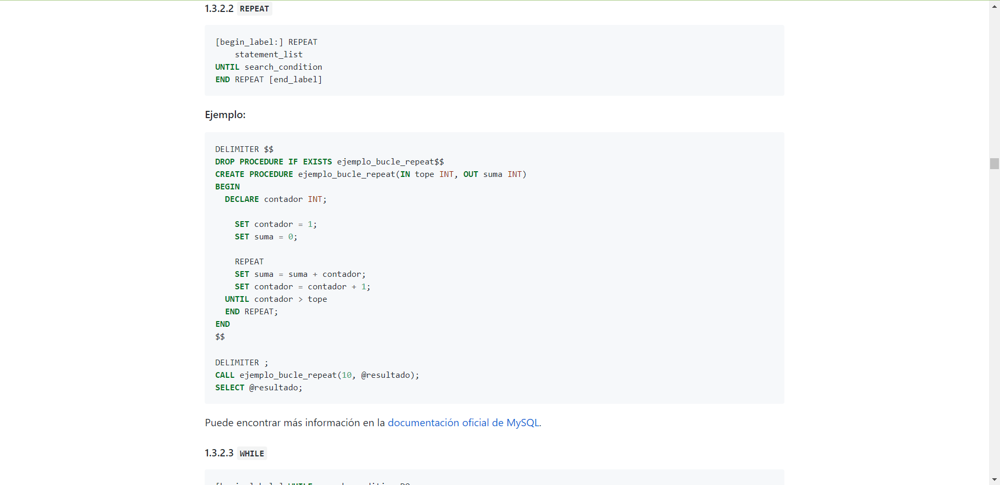 1.3.2.2 REPEAT
[begin_label:] REPEAT
    statement_list
UNTIL search_condition
END REPEAT [end_label]
Ejemplo:
DELIMITER $$
DROP PROCEDURE IF EXISTS ejemplo_bucle_repeat$$
CREATE PROCEDURE ejemplo_bucle_repeat(IN tope INT, OUT suma INT)
BEGIN
  DECLARE contador INT;
    SET contador = 1;
    SET suma = 0;
    REPEAT
    SET suma = suma + contador;
    SET contador = contador + 1;
  UNTIL contador > tope
  END REPEAT;
END
$$
DELIMITER ;
CALL ejemplo_bucle_repeat(10, @resultado);
SELECT @resultado;
Puede encontrar más información en la documentación oficial de MySQL.
1.3.2.3 WHILE